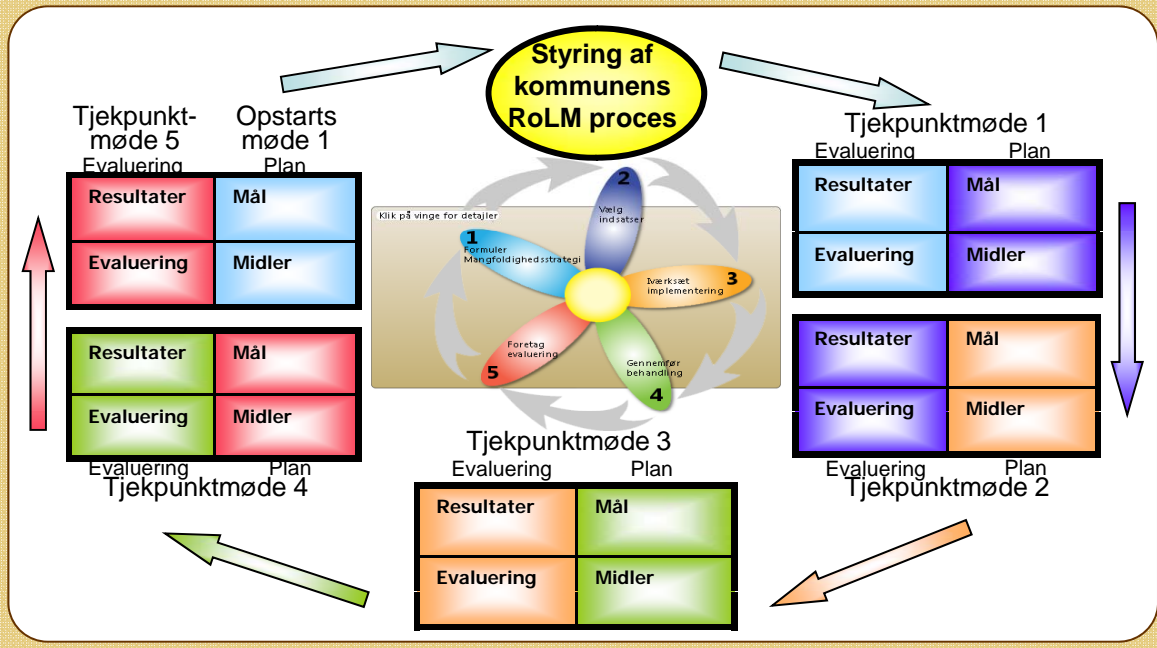 Styring af
kommunens
RoLM proces
Tjekpunkt-
møde 5
Evaluering
Opstarts
møde 1
Plan
Resultater
Mål
Evaluering
Midler
Tjekpunktmøde 1
Evaluering
Plan
Resultater
Mål
Evaluering
Midler
Klik på vinge for detaljer
1
Formuler
Mangfoldighedsstrategi
2
Vælg
indsatser
3
Iværksæt
implementering
Gennemfør
behandling
4
Foretag
evaluering
5
Resultater
Mål
Evaluering
Midler
Evaluering
Plan
Tjekpunktmøde 2
Tjekpunktmøde 3
Evaluering
Plan
Resultater
Mål
Evaluering
Midler
Resultater
Mål
Evaluering
Midler
Evaluering
Plan
Tjekpunktmøde 4